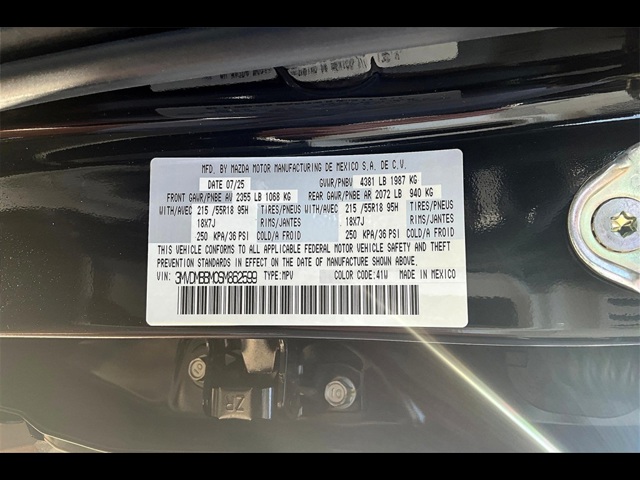 MFD. BY MAZDA MOTOR MANUFACTURING DE MEXICO S.A. DE C.V.
DATE 07/25 GVWR/PNBV 4381 LB 1987 KG
FRONT GAWR/PNBE AV 2355 LB 1068 KG REAR GAWR/PNBE AR 2072 LB 940 KG
WITH/AVEC 215 /55R18 95H TIRES/PNEUS WITH/AVEC 215 /55R18 95H TIRES/PNEUS
18X7J RIMS/JANTES 18X7J RIMS/JANTES
250 KPA/36 PSI COLD/A FROID 250 KPA/36 PSI COLD/A FROID
THIS VEHICLE CONFORMS TO ALL APPLICABLE FEDERAL MOTOR VEHICLE SAFETY AND THEFT
PREVENTION STANDARDS IN EFFECT ON THE DATE OF MANUFACTURE SHOWN ABOVE.
VIN: TYPE:MPV COLOR CODE:41W MADE IN MEXICO